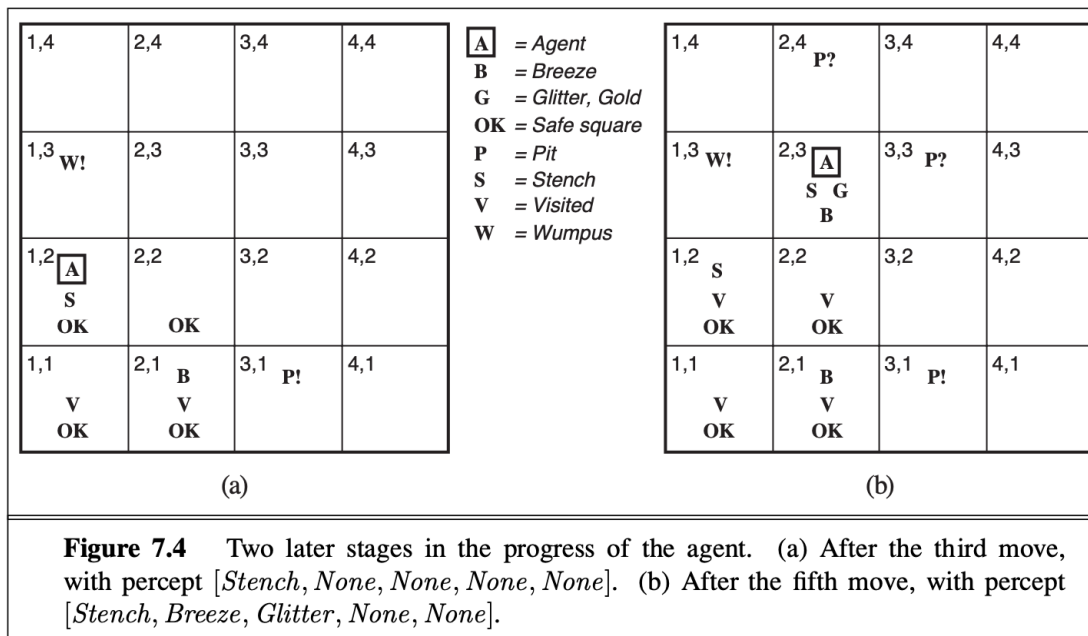 1,4 2,4 3,4 4,4
1,3 W! 2,3 3,3 4,3
1,2 A 2,2 3,2 4,2
S
OK OK
1,1 2,1 B 3,1 P! 4,1
V V
OK OK
(a)
A = Agent
B = Breeze
G = Glitter, Gold
OK = Safe square
P = Pit
S = Stench
V = Visited
W = Wumpus
1,4 2,4 P? 3,4 4,4
1,3 W! 2,3 A 3,3 P? 4,3
S G
B
1,2 S 2,2 3,2 4,2
V V
OK OK
1,1 2,1 B 3,1 P! 4,1
V V
OK OK
(b)
Figure 7.4 Two later stages in the progress of the agent. (a) After the third move,
with percept [Stench, None, None, None, None]. (b) After the fifth move, with percept
[Stench, Breeze, Glitter, None, None].